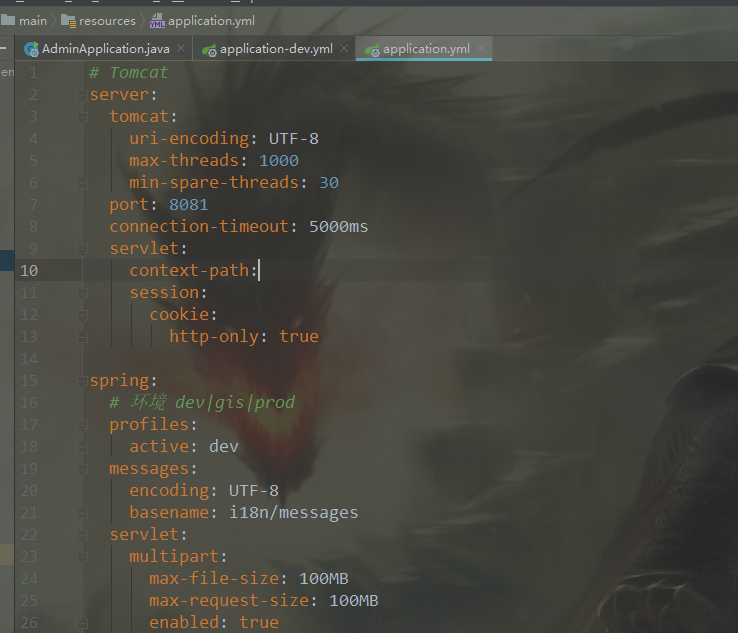 main resources application.yml
AdminApplication.java application-dev.yml application.yml
en
1 # Tomcat
2 server:
3 tomcat:
4 uri-encoding: UTF-8
5 max-threads: 1000
6 min-spare-threads: 30
7 port: 8081
8 connection-timeout: 5000ms
9 servlet:
10 context-path:
11 session:
12 cookie:
13 http-only: true
14
15 spring:
16 # 环境 dev|gis|prod
17 profiles:
18 active: dev
19 messages:
20 encoding: UTF-8
21 basename: i18n/messages
22 servlet:
23 multipart:
24 max-file-size: 100MB
25 max-request-size: 100MB
26 enabled: true